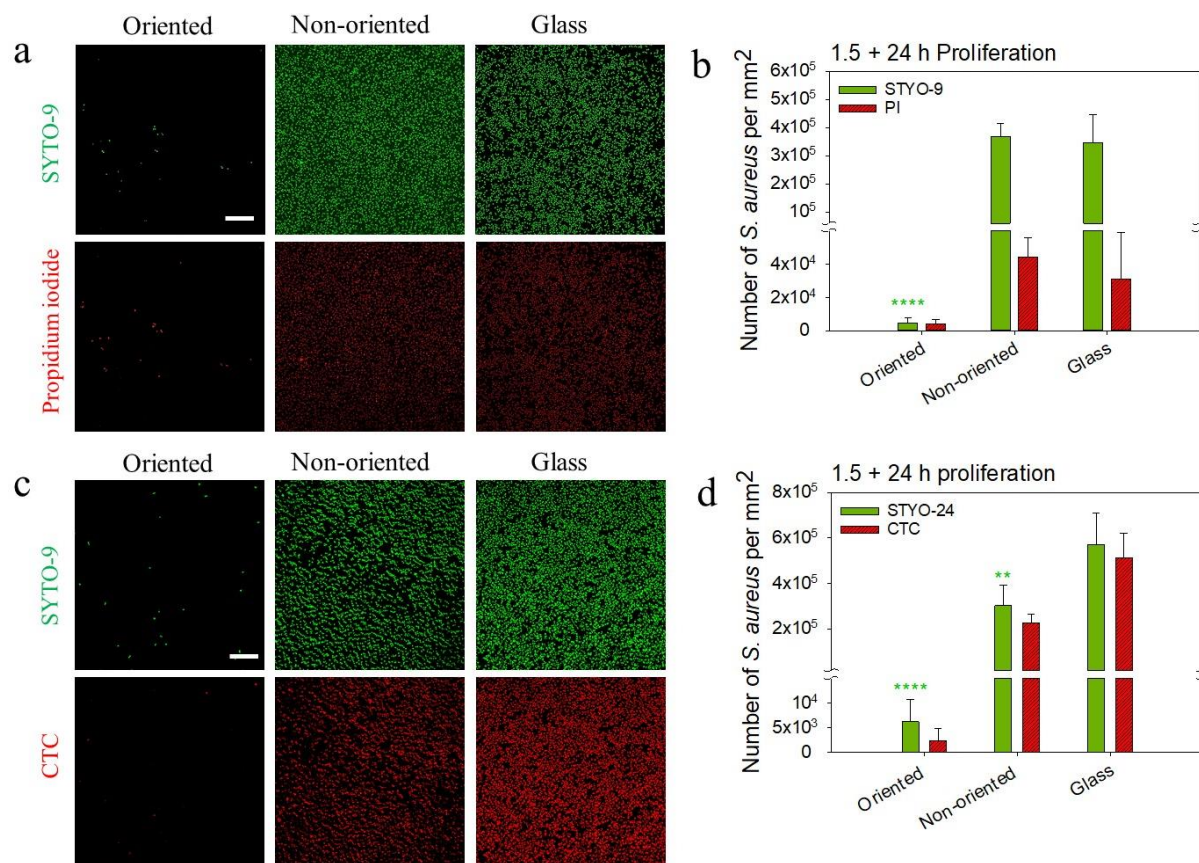 a
Oriented
Non-oriented
Glass
SYTO-9
Propidium iodide
b
1.5 + 24 h Proliferation
Number of S. aureus per mm2
6x10⁵
5x10⁵
4x10⁵
3x10⁵
2x10⁵
10⁵
4x10⁴
2x10⁴
0
STYO-9
PI
****
Oriented
Non-oriented
Glass
c
Oriented
Non-oriented
Glass
SYTO-9
CTC
d
1.5 + 24 h proliferation
Number of S. aureus per mm2
8x10⁵
6x10⁵
4x10⁵
2x10⁵
10⁴
5x10³
0
STYO-24
CTC
****
**
Oriented
Non-oriented
Glass